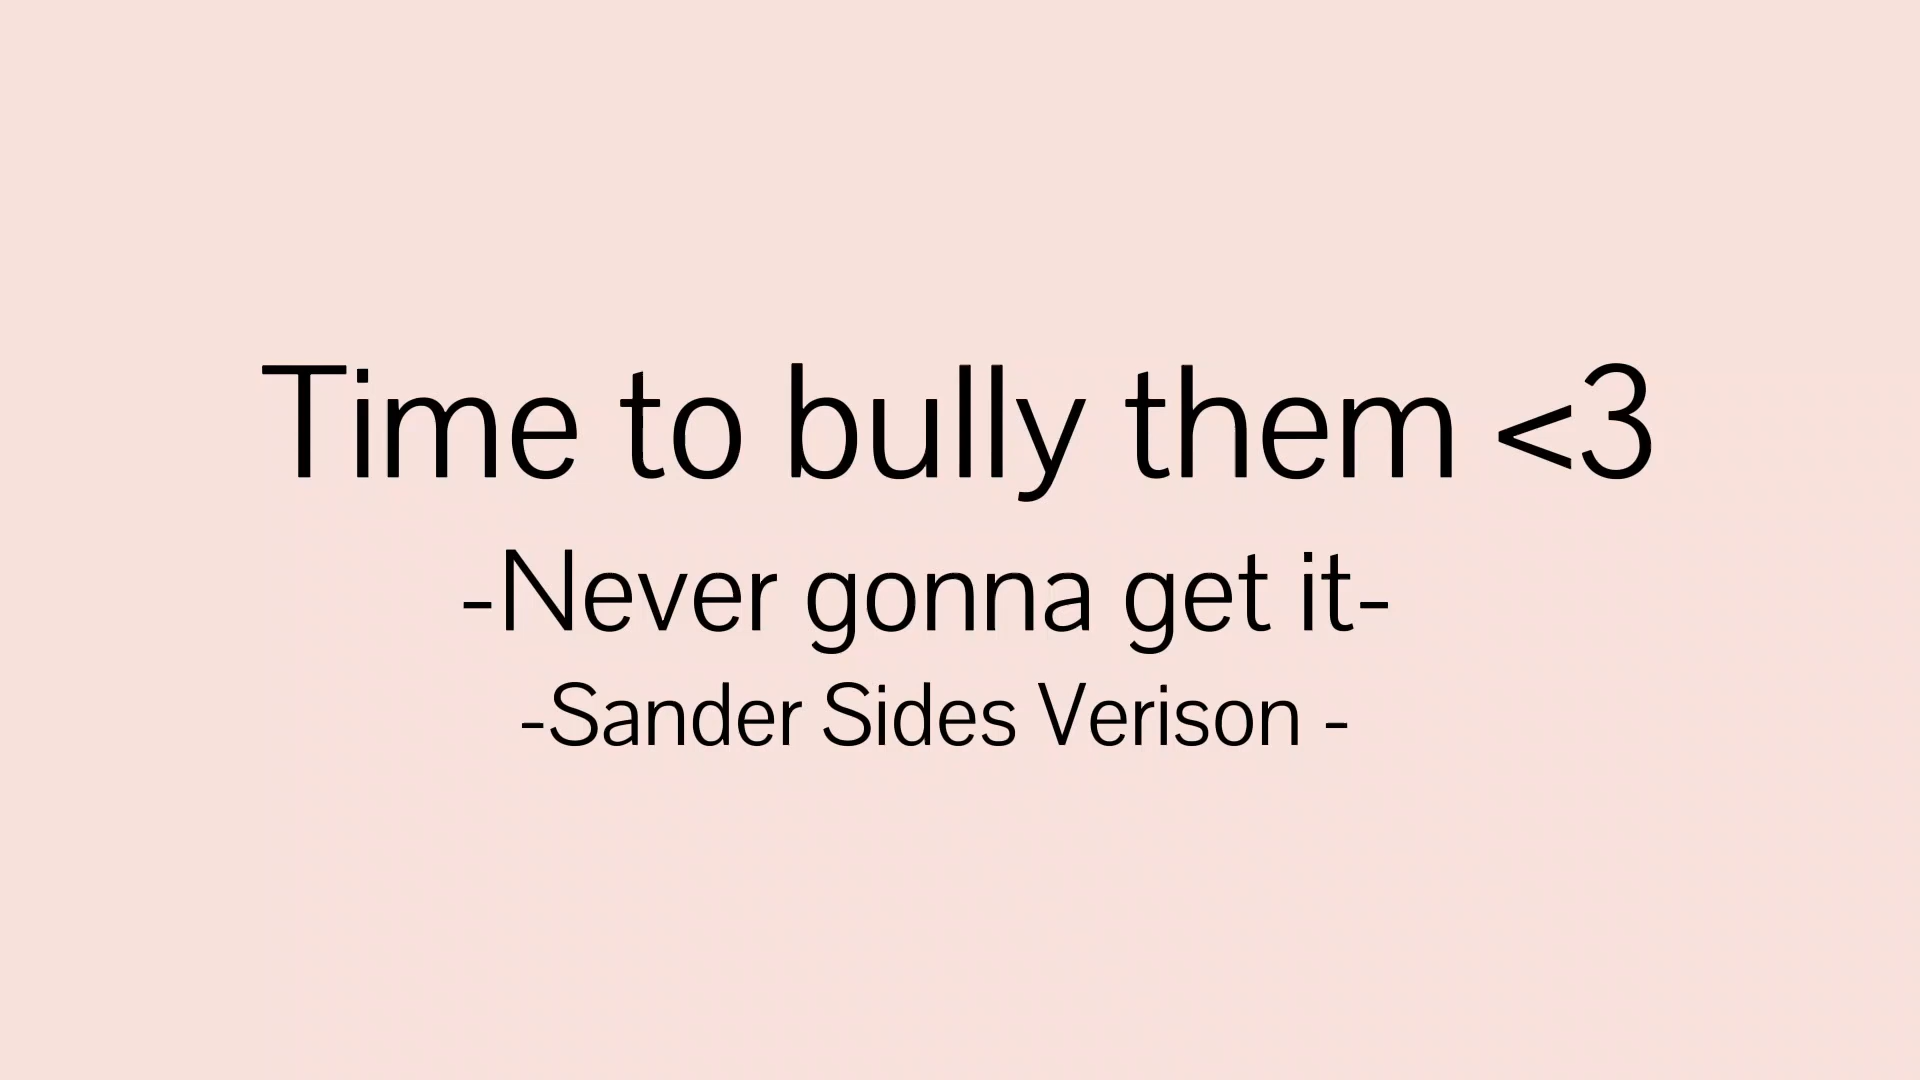 Time to bully them <3
-Never gonna get it-
-Sander Sides Verison -